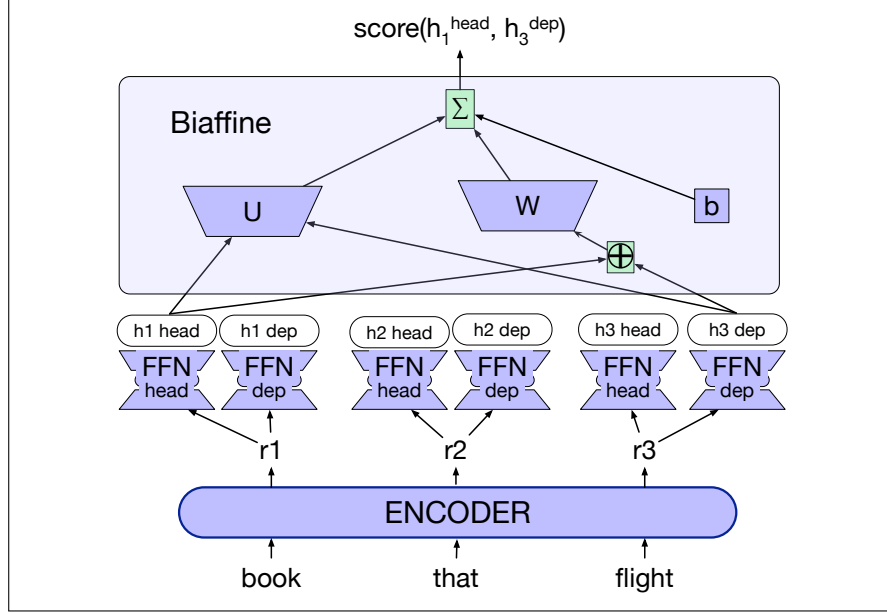 score(h₁ʰᵉᵃᵈ, h₃ᵈᵉᵖ)
Σ
Biaffine
U W b
⊕
h1 head h1 dep h2 head h2 dep h3 head h3 dep
FFN FFN FFN FFN FFN FFN
head dep head dep head dep
r1 r2 r3
ENCODER
book that flight